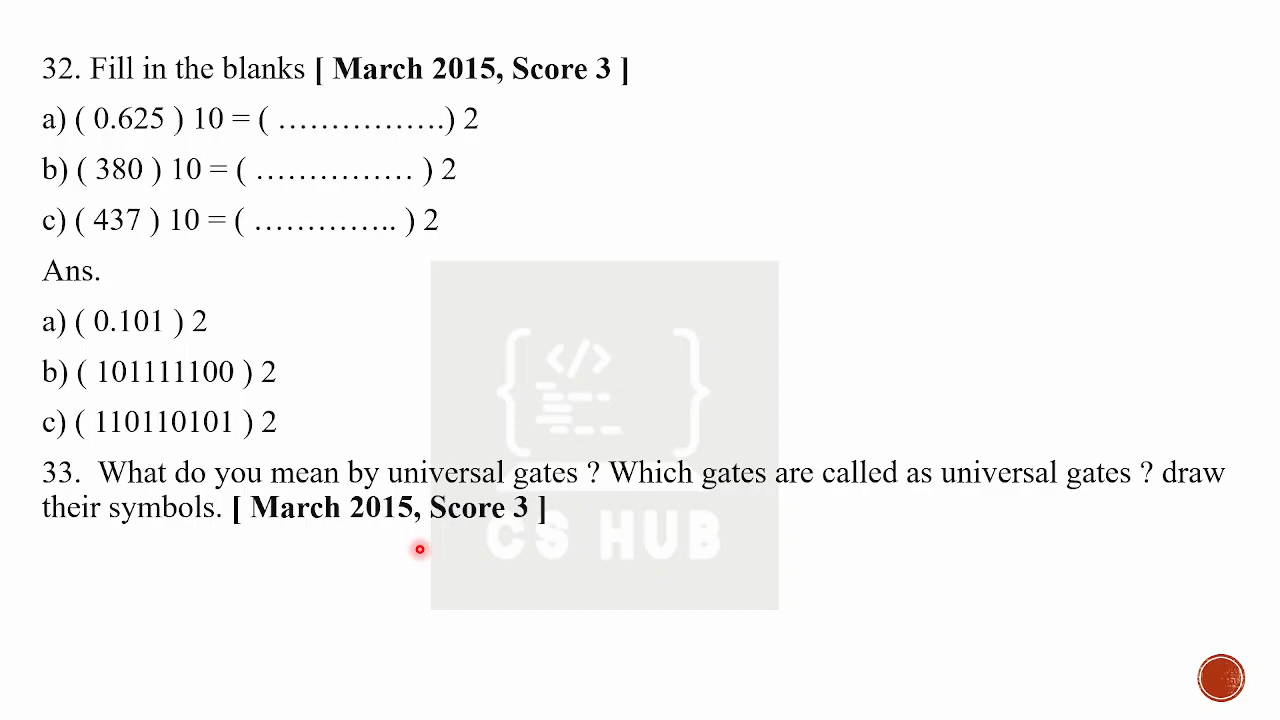 32. Fill in the blanks [ March 2015, Score 3 ]
a) ( 0.625 ) 10 = ( …………….) 2
b) ( 380 ) 10 = ( …………… ) 2
c) ( 437 ) 10 = ( ………….. ) 2
Ans.
a) ( 0.101 ) 2
b) ( 101111100 ) 2
c) ( 110110101 ) 2
33. What do you mean by universal gates ? Which gates are called as universal gates ? draw
their symbols. [ March 2015, Score 3 ]
{ </> }
CS HUB